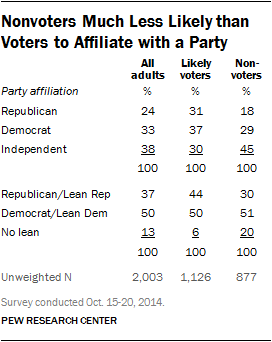 Nonvoters Much Less Likely than
Voters to Affiliate with a Party
All adults Likely voters Non-voters
Party affiliation % % %
Republican 24 31 18
Democrat 33 37 29
Independent 38 30 45
100 100 100
Republican/Lean Rep 37 44 30
Democrat/Lean Dem 50 50 51
No lean 13 6 20
100 100 100
Unweighted N 2,003 1,126 877
Survey conducted Oct. 15-20, 2014.
PEW RESEARCH CENTER